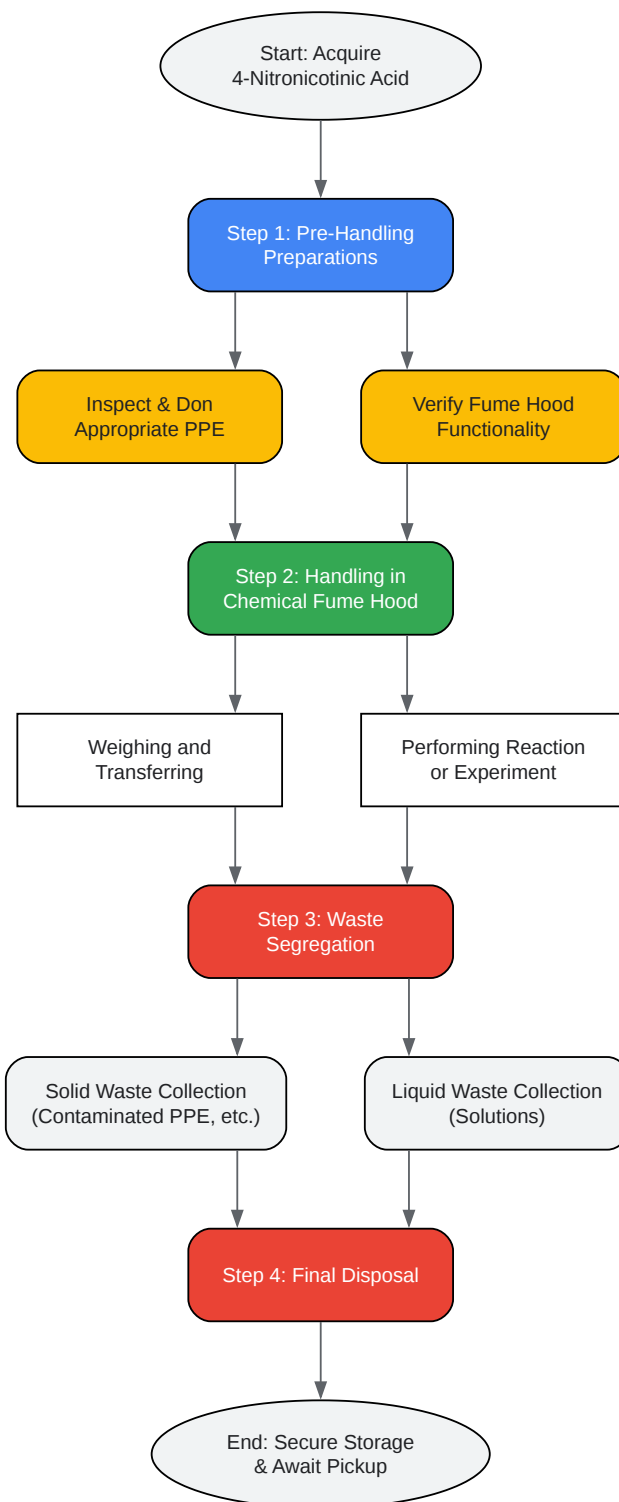 Start: Acquire
4-Nitronicotinic Acid
Step 1: Pre-Handling
Preparations
Inspect & Don
Appropriate PPE
Verify Fume Hood
Functionality
Step 2: Handling in
Chemical Fume Hood
Weighing and
Transferring
Performing Reaction
or Experiment
Step 3: Waste
Segregation
Solid Waste Collection
(Contaminated PPE, etc.)
Liquid Waste Collection
(Solutions)
Step 4: Final Disposal
End: Secure Storage
& Await Pickup